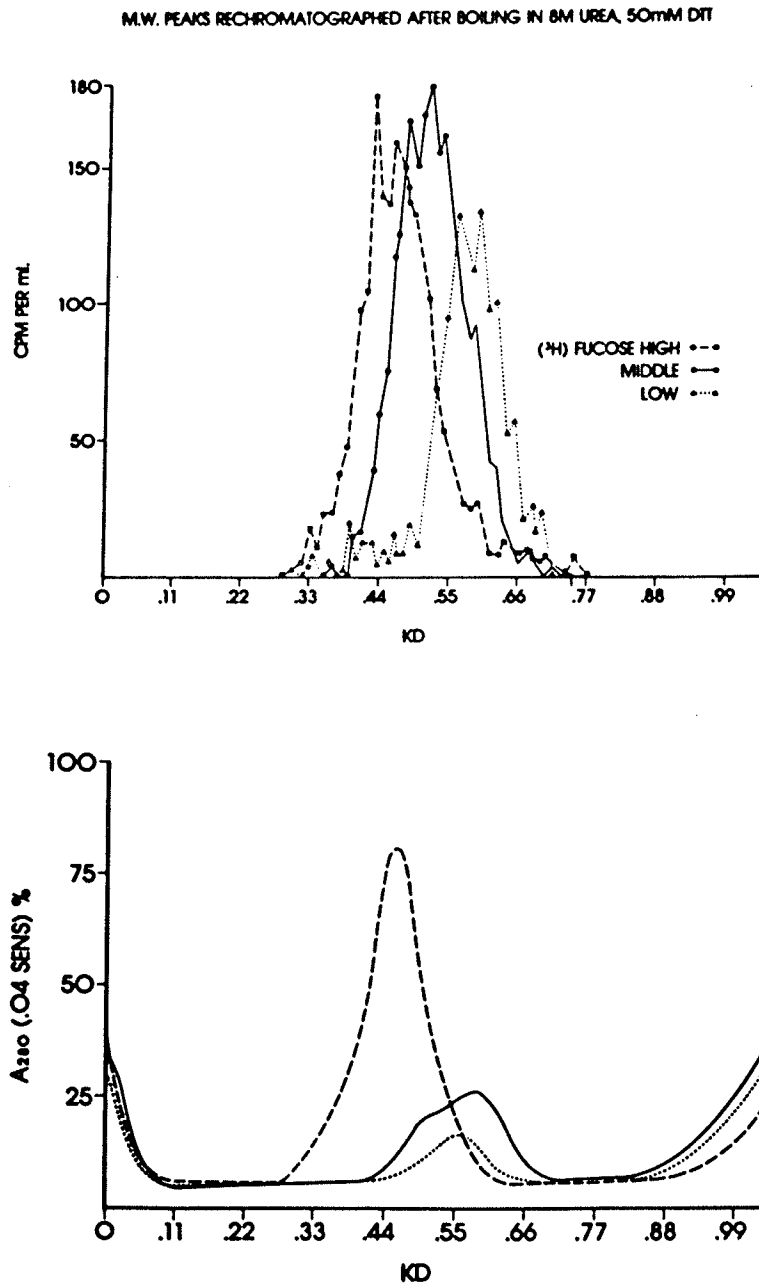 M.W. PEAKS RECHROMATOGRAPHED AFTER BOILING IN 8M UREA, 50mM DTT
180
150
100
50
CPM PER mL
(³H) FUCOSE HIGH
MIDDLE
LOW
O .11 .22 .33 .44 .55 .66 .77 .88 .99
KD
100
75
50
25
A₂₈₀ (.04 SENS) %
O .11 .22 .33 .44 .55 .66 .77 .88 .99
KD